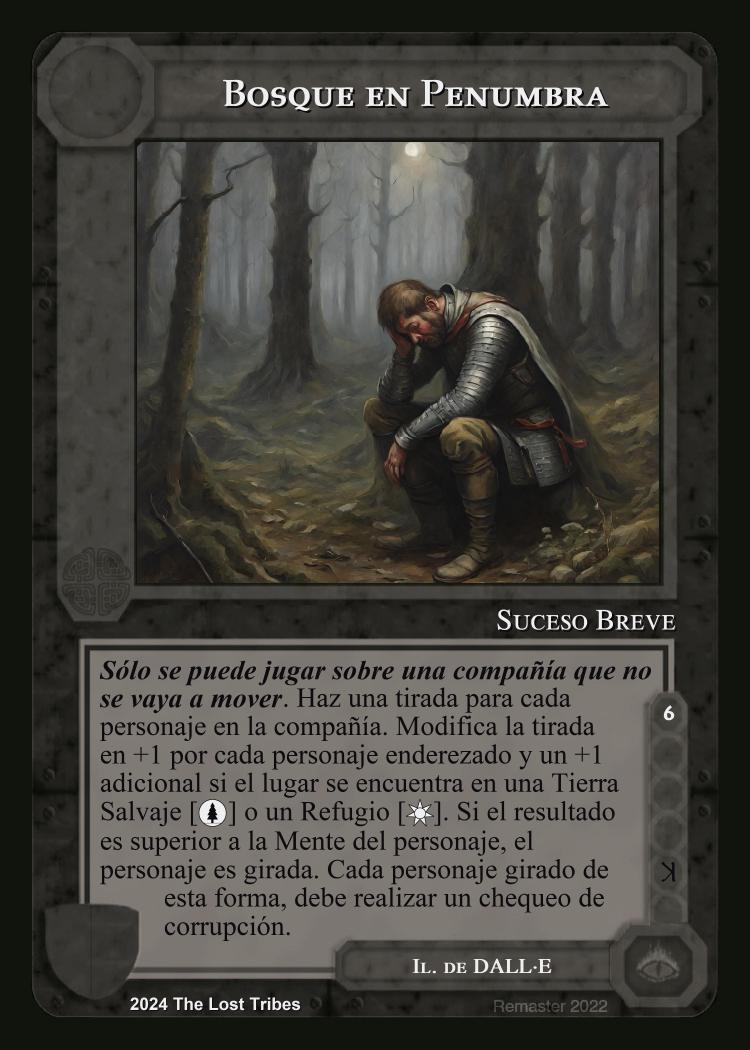 Bosque en Penumbra
Suceso Breve
Sólo se puede jugar sobre una compañía que no
se vaya a mover. Haz una tirada para cada
personaje en la compañía. Modifica la tirada
en +1 por cada personaje enderezado y un +1
adicional si el lugar se encuentra en una Tierra
Salvaje [ ] o un Refugio [ ]. Si el resultado
es superior a la Mente del personaje, el
personaje es girada. Cada personaje girado de
esta forma, debe realizar un chequeo de
corrupción.
6
Il. de DALL·E
2024 The Lost Tribes
Remaster 2022